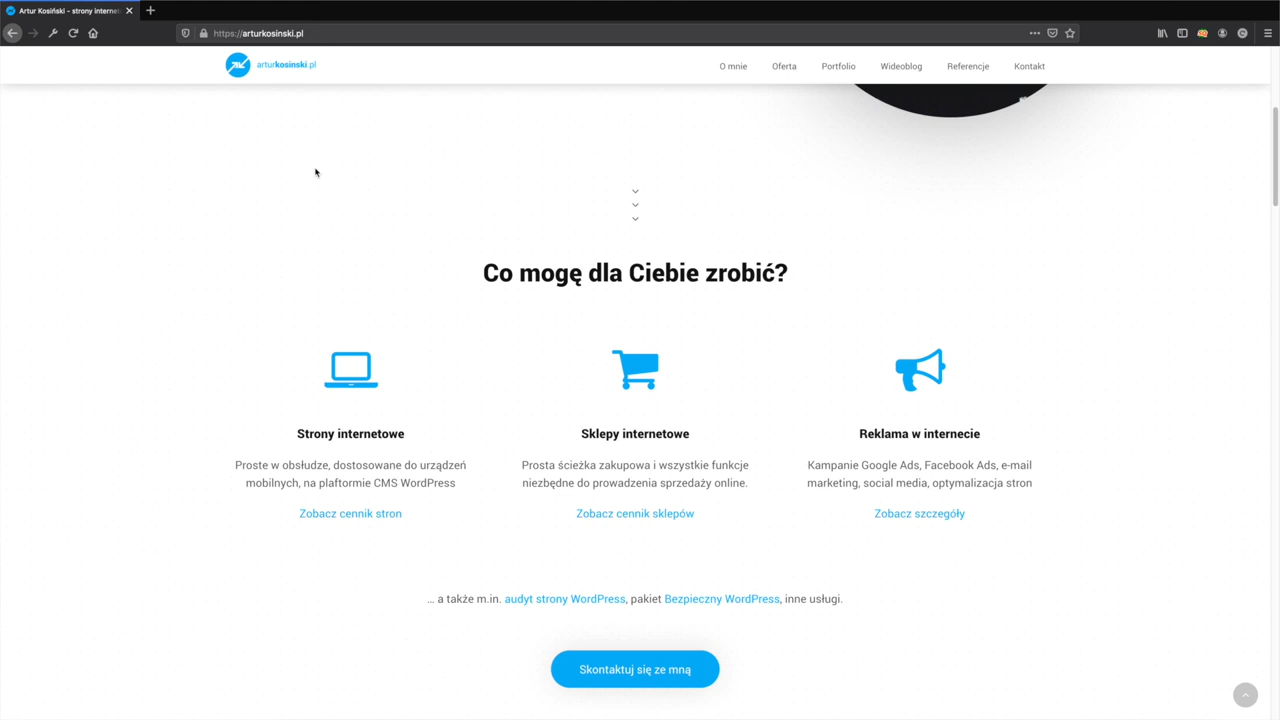 Artur Kosiński - strony internet
https://arturkosinski.pl
arturkosinski.pl
O mnie
Oferta
Portfolio
Wideoblog
Referencje
Kontakt
Co mogę dla Ciebie zrobić?
Strony internetowe
Proste w obsłudze, dostosowane do urządzeń
mobilnych, na plaformie CMS WordPress
Zobacz cennik stron
Sklepy internetowe
Prosta ścieżka zakupowa i wszystkie funkcje
niezbędne do prowadzenia sprzedaży online.
Zobacz cennik sklepów
Reklama w internecie
Kampanie Google Ads, Facebook Ads, e-mail
marketing, social media, optymalizacja stron
Zobacz szczegóły
... a także m.in. audyt strony WordPress, pakiet Bezpieczny WordPress, inne usługi.
Skontaktuj się ze mną